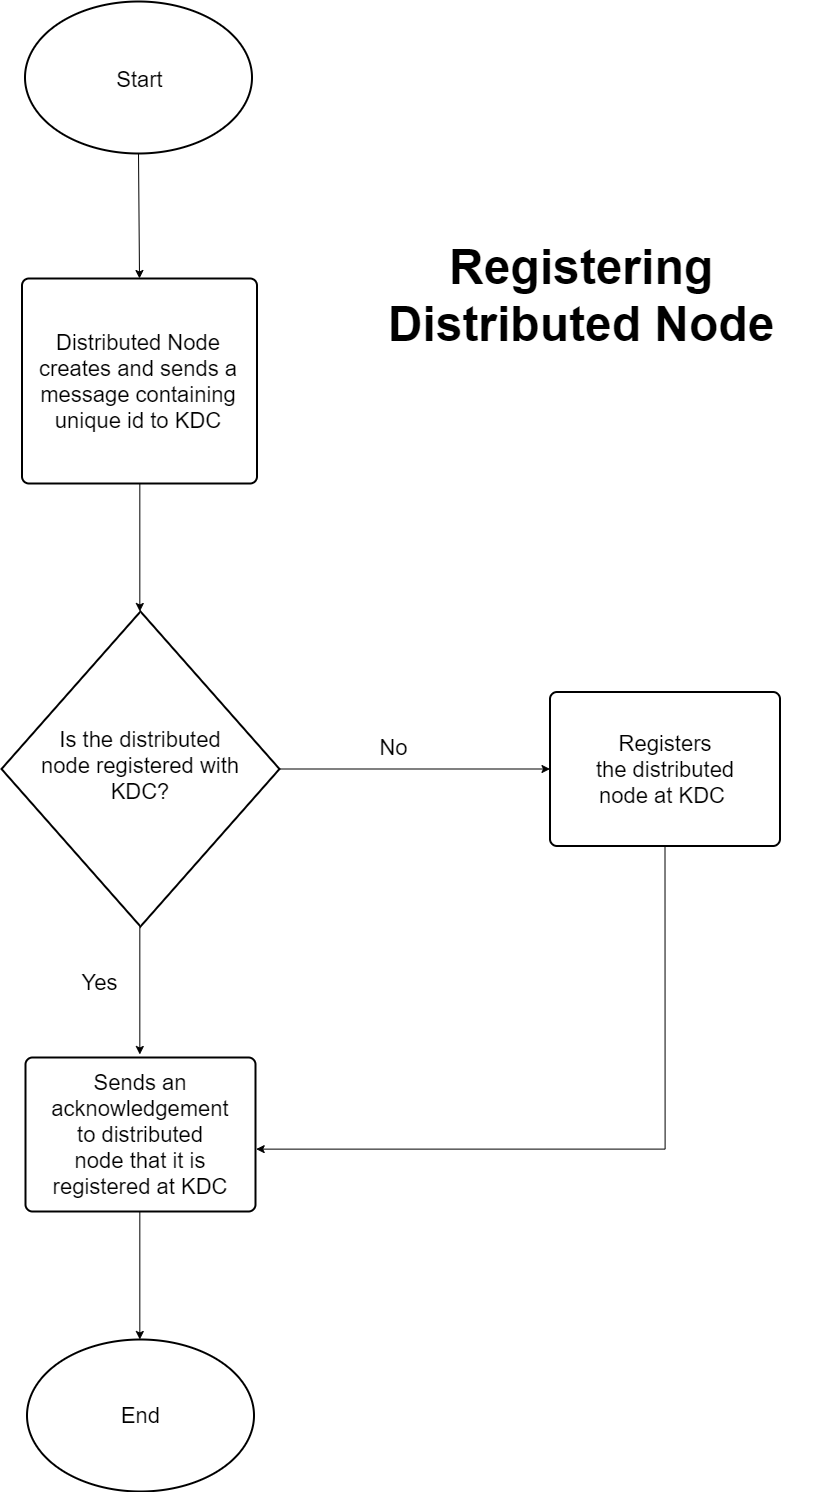 Start
Registering
Distributed Node
Distributed Node
creates and sends a
message containing
unique id to KDC
Is the distributed
node registered with
KDC?
No
Registers
the distributed
node at KDC
Yes
Sends an
acknowledgement
to distributed
node that it is
registered at KDC
End